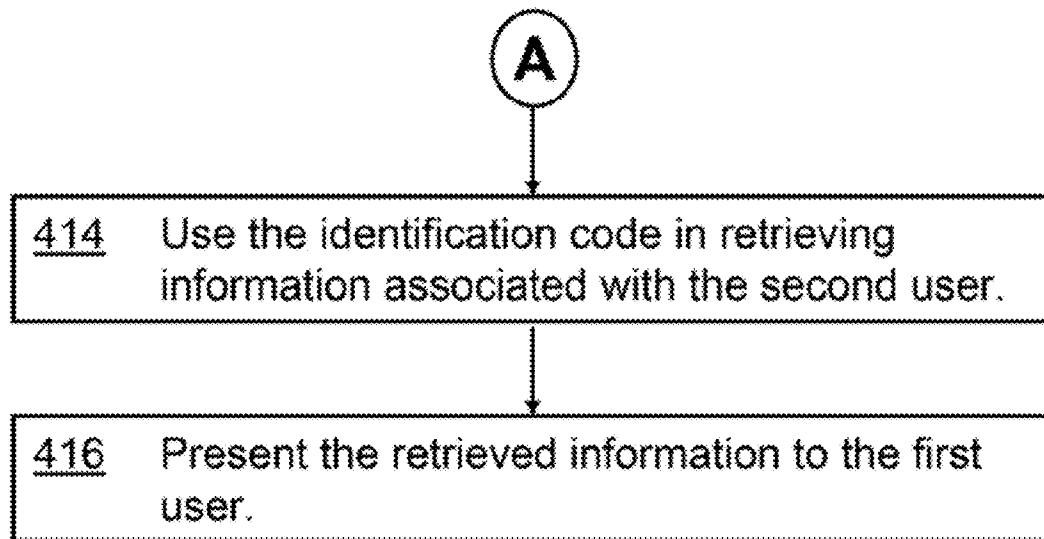 A
414 Use the identification code in retrieving
information associated with the second user.
416 Present the retrieved information to the first
user.